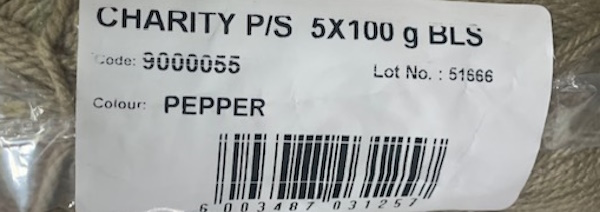 CHARITY P/S 5X100 g BLS
Code: 9000055
Lot No. : 51666
Colour: PEPPER
6 003487 031257